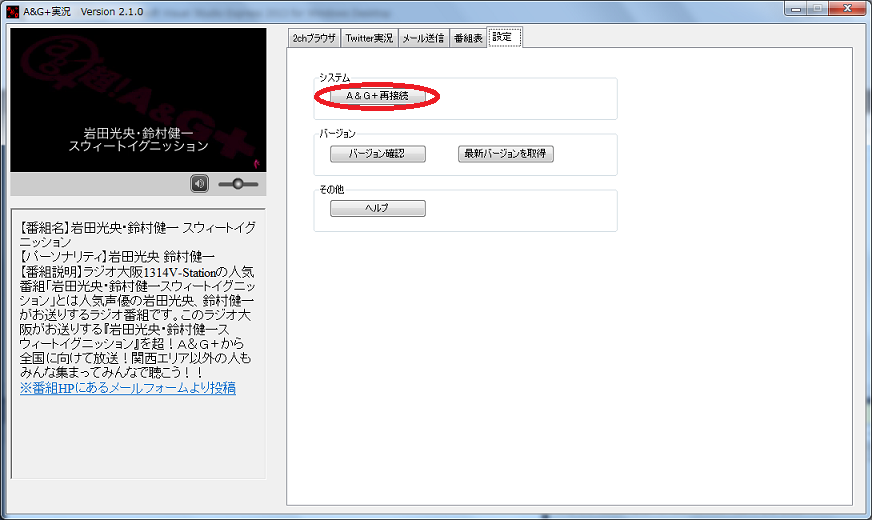 A&G+実況 Version 2.1.0
岩田光央･鈴村健一
スウィートイグニッション
【番組名】岩田光央･鈴村健一 スウィートイグ
ニッション
【パーソナリティ】岩田光央 鈴村健一
【番組説明】ラジオ大阪1314V-Stationの人気
番組｢岩田光央･鈴村健一スウィートイグニッ
ション｣とは人気声優の岩田光央、鈴村健一
がお送りするラジオ番組です。このラジオ大
阪がお送りする『岩田光央･鈴村健一ス
ウィートイグニッション』を超！Ａ＆Ｇ＋から
全国に向けて放送！関西エリア以外の人も
みんな集まってみんなで聴こう！！
※番組HPにあるメールフォームより投稿
2chブラウザ
Twitter実況
メール送信
番組表
設定
システム
Ａ＆Ｇ＋再接続
バージョン
バージョン確認
最新バージョンを取得
その他
ヘルプ